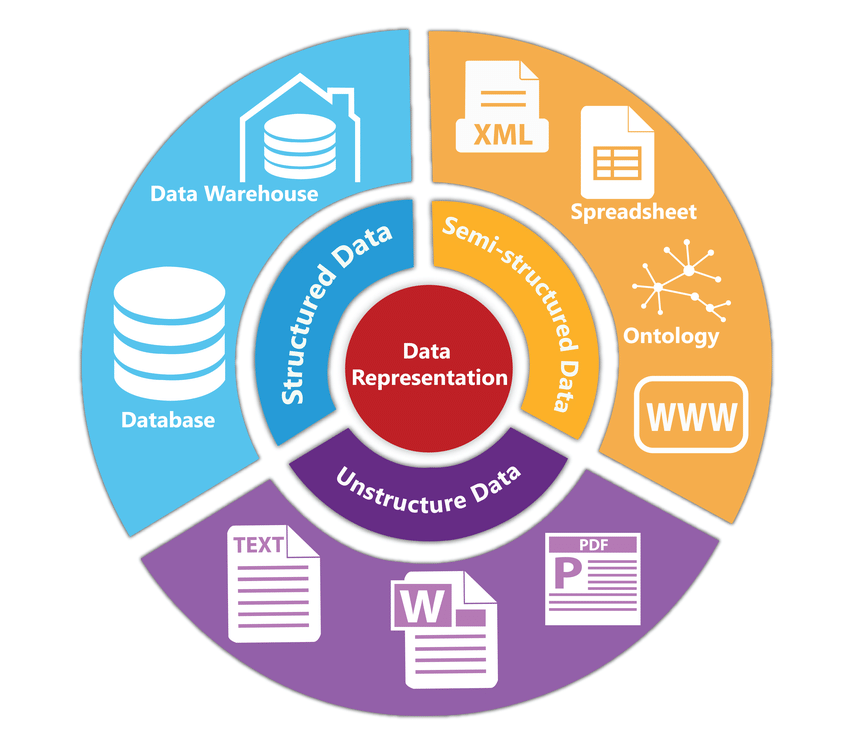 Data Warehouse
Database
Structured Data
XML
Spreadsheet
Ontology
WWW
Semi-structured Data
Data
Representation
Unstructure Data
TEXT
W
PDF
P